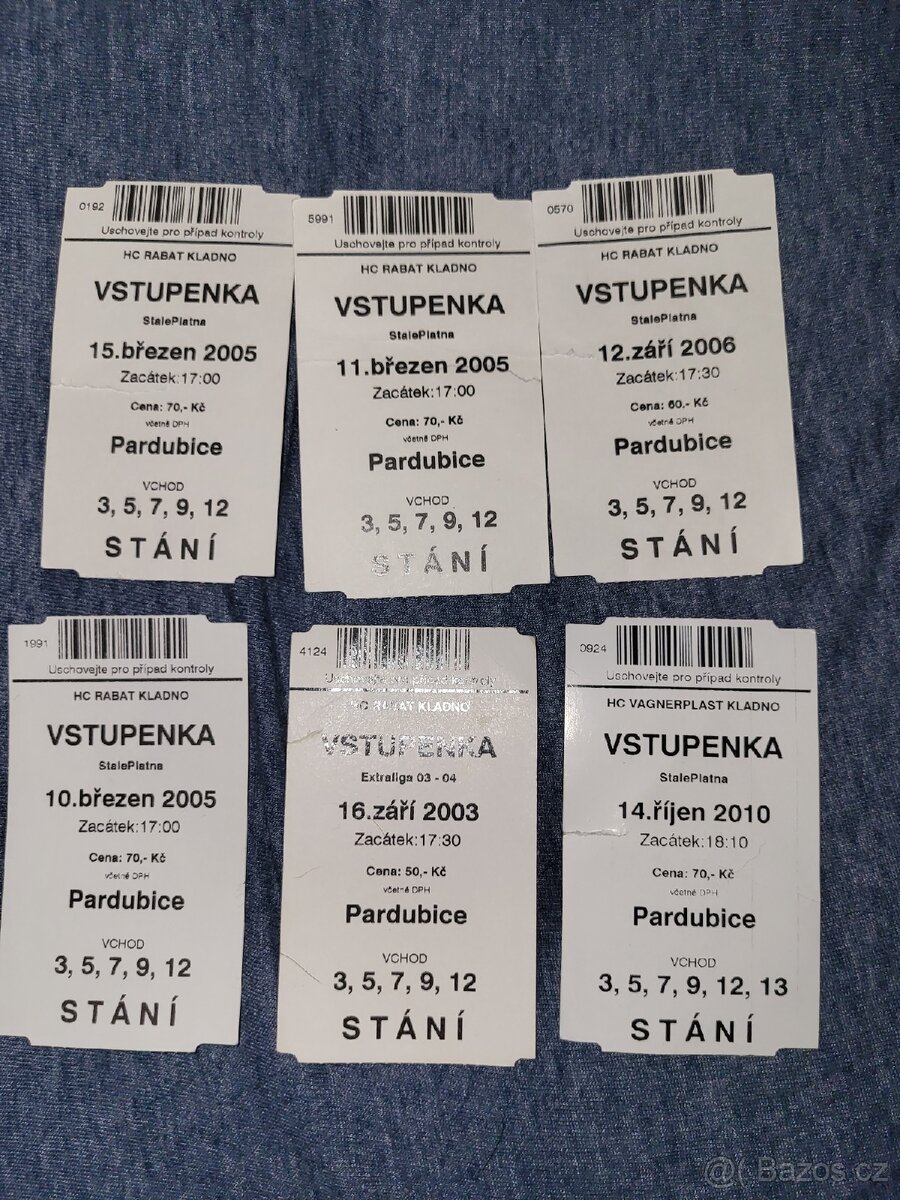 0192
Uschovejte pro případ kontroly
HC RABAT KLADNO
VSTUPENKA
StalePlatna
15.březen 2005
Zacátek:17:00
Cena: 70,- Kč
včetně DPH
Pardubice
VCHOD
3, 5, 7, 9, 12
STÁNÍ
5991
Uschovejte pro případ kontroly
HC RABAT KLADNO
VSTUPENKA
StalePlatna
11.březen 2005
Zacátek:17:00
Cena: 70,- Kč
včetně DPH
Pardubice
VCHOD
3, 5, 7, 9, 12
STÁNÍ
0570
Uschovejte pro případ kontroly
HC RABAT KLADNO
VSTUPENKA
StalePlatna
12.září 2006
Zacátek:17:30
Cena: 60,- Kč
včetně DPH
Pardubice
VCHOD
3, 5, 7, 9, 12
STÁNÍ
1991
Uschovejte pro případ kontroly
HC RABAT KLADNO
VSTUPENKA
StalePlatna
10.březen 2005
Zacátek:17:00
Cena: 70,- Kč
včetně DPH
Pardubice
VCHOD
3, 5, 7, 9, 12
STÁNÍ
4124
Uschovejte pro případ kontroly
HC RABAT KLADNO
VSTUPENKA
Extraliga 03 - 04
16.září 2003
Zacátek:17:30
Cena: 50,- Kč
včetně DPH
Pardubice
VCHOD
3, 5, 7, 9, 12
STÁNÍ
0924
Uschovejte pro případ kontroly
HC VAGNERPLAST KLADNO
VSTUPENKA
StalePlatna
14.říjen 2010
Zacátek:18:10
Cena: 70,- Kč
včetně DPH
Pardubice
VCHOD
3, 5, 7, 9, 12, 13
STÁNÍ
@( Bazos.cz